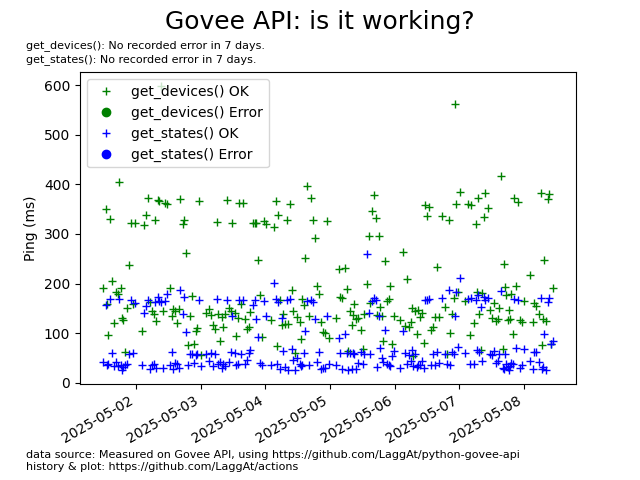 Govee API: is it working?
get_devices(): No recorded error in 7 days.
get_states(): No recorded error in 7 days.
get_devices() OK
get_devices() Error
get_states() OK
get_states() Error
Ping (ms)
600
500
400
300
200
100
0
2025-05-02
2025-05-03
2025-05-04
2025-05-05
2025-05-06
2025-05-07
2025-05-08
data source: Measured on Govee API, using https://github.com/LaggAt/python-govee-api
history & plot: https://github.com/LaggAt/actions